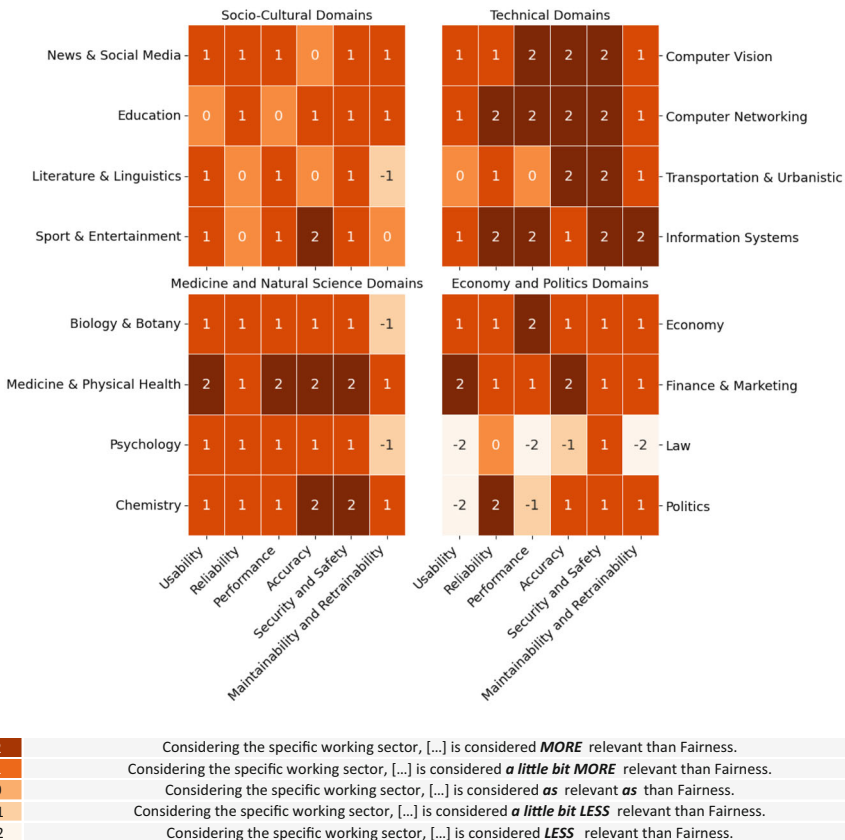 Socio-Cultural Domains
Technical Domains
News & Social Media 1 1 1 0 1 1
1 1 2 2 2 1 Computer Vision
Education 0 1 0 1 1 1
1 2 2 2 2 1 Computer Networking
Literature & Linguistics 1 0 1 0 1 -1
0 1 0 2 2 1 Transportation & Urbanistic
Sport & Entertainment 1 0 1 2 1 0
1 2 2 1 2 2 Information Systems
Medicine and Natural Science Domains
Economy and Politics Domains
Biology & Botany 1 1 1 1 1 -1
1 1 2 1 1 1 Economy
Medicine & Physical Health 2 1 2 2 2 1
2 1 1 2 1 1 Finance & Marketing
Psychology 1 1 1 1 1 -1
-2 0 -2 -1 1 -2 Law
Chemistry 1 1 1 2 2 1
-2 2 -1 1 1 1 Politics
Usability
Reliability
Performance
Accuracy
Security and Safety
Maintainability and Retrainability
Usability
Reliability
Performance
Accuracy
Security and Safety
Maintainability and Retrainability
Considering the specific working sector, […] is considered MORE relevant than Fairness.
Considering the specific working sector, […] is considered a little bit MORE relevant than Fairness.
Considering the specific working sector, […] is considered as relevant as than Fairness.
Considering the specific working sector, […] is considered a little bit LESS relevant than Fairness.
Considering the specific working sector, […] is considered LESS relevant than Fairness.